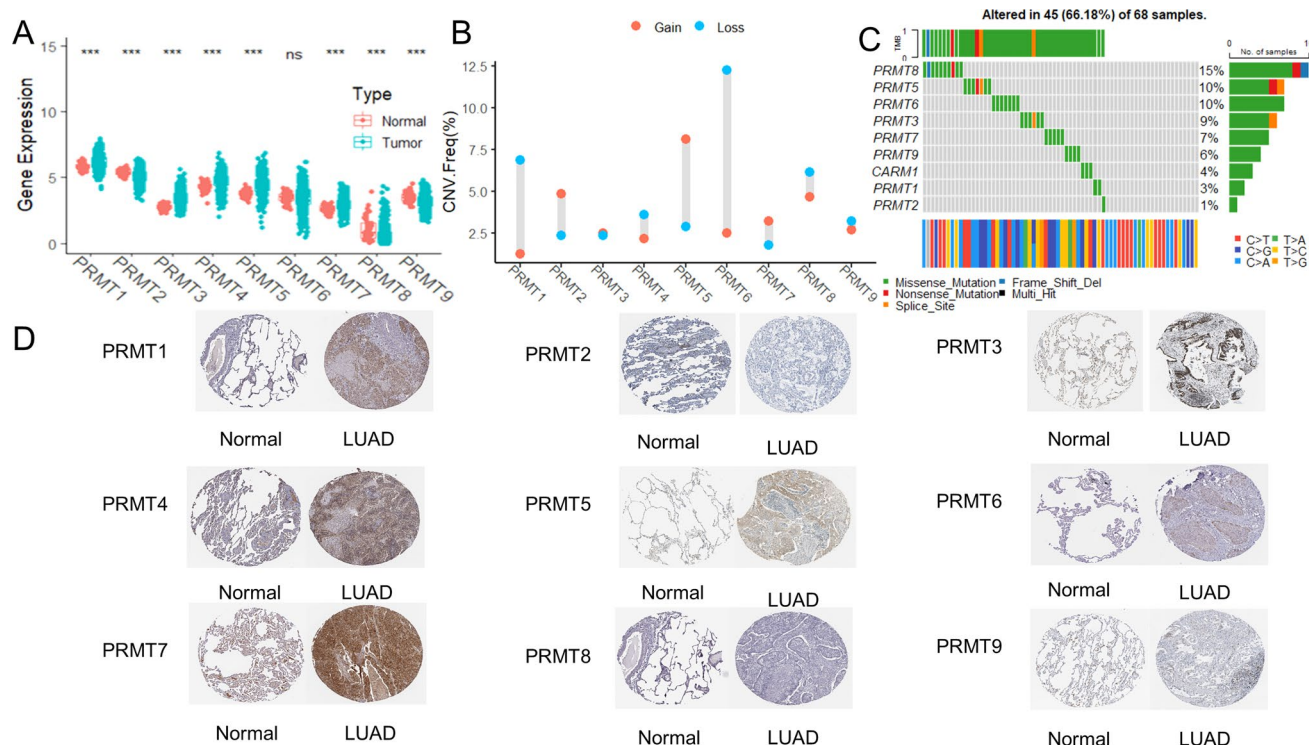 A
15
10
5
0
Gene Expression
*** *** *** *** *** ns *** *** ***
Type
Normal
Tumor
PRMT1 PRMT2 PRMT3 PRMT4 PRMT5 PRMT6 PRMT7 PRMT8 PRMT9
B
Gain Loss
12.5
10.0
7.5
5.0
2.5
CNV.Freq(%)
PRMT1 PRMT2 PRMT3 PRMT4 PRMT5 PRMT6 PRMT7 PRMT8 PRMT9
C
Altered in 45 (66.18%) of 68 samples.
TMB
1
0
No. of samples
0 1
PRMT8 15%
PRMT5 10%
PRMT6 10%
PRMT3 9%
PRMT7 7%
PRMT9 6%
CARM1 4%
PRMT1 3%
PRMT2 1%
C>T T>A
C>G T>C
C>A T>G
Missense_Mutation Frame_Shift_Del
Nonsense_Mutation Multi_Hit
Splice_Site
D
PRMT1
Normal LUAD
PRMT2
Normal LUAD
PRMT3
Normal LUAD
PRMT4
Normal LUAD
PRMT5
Normal LUAD
PRMT6
Normal LUAD
PRMT7
Normal LUAD
PRMT8
Normal LUAD
PRMT9
Normal LUAD